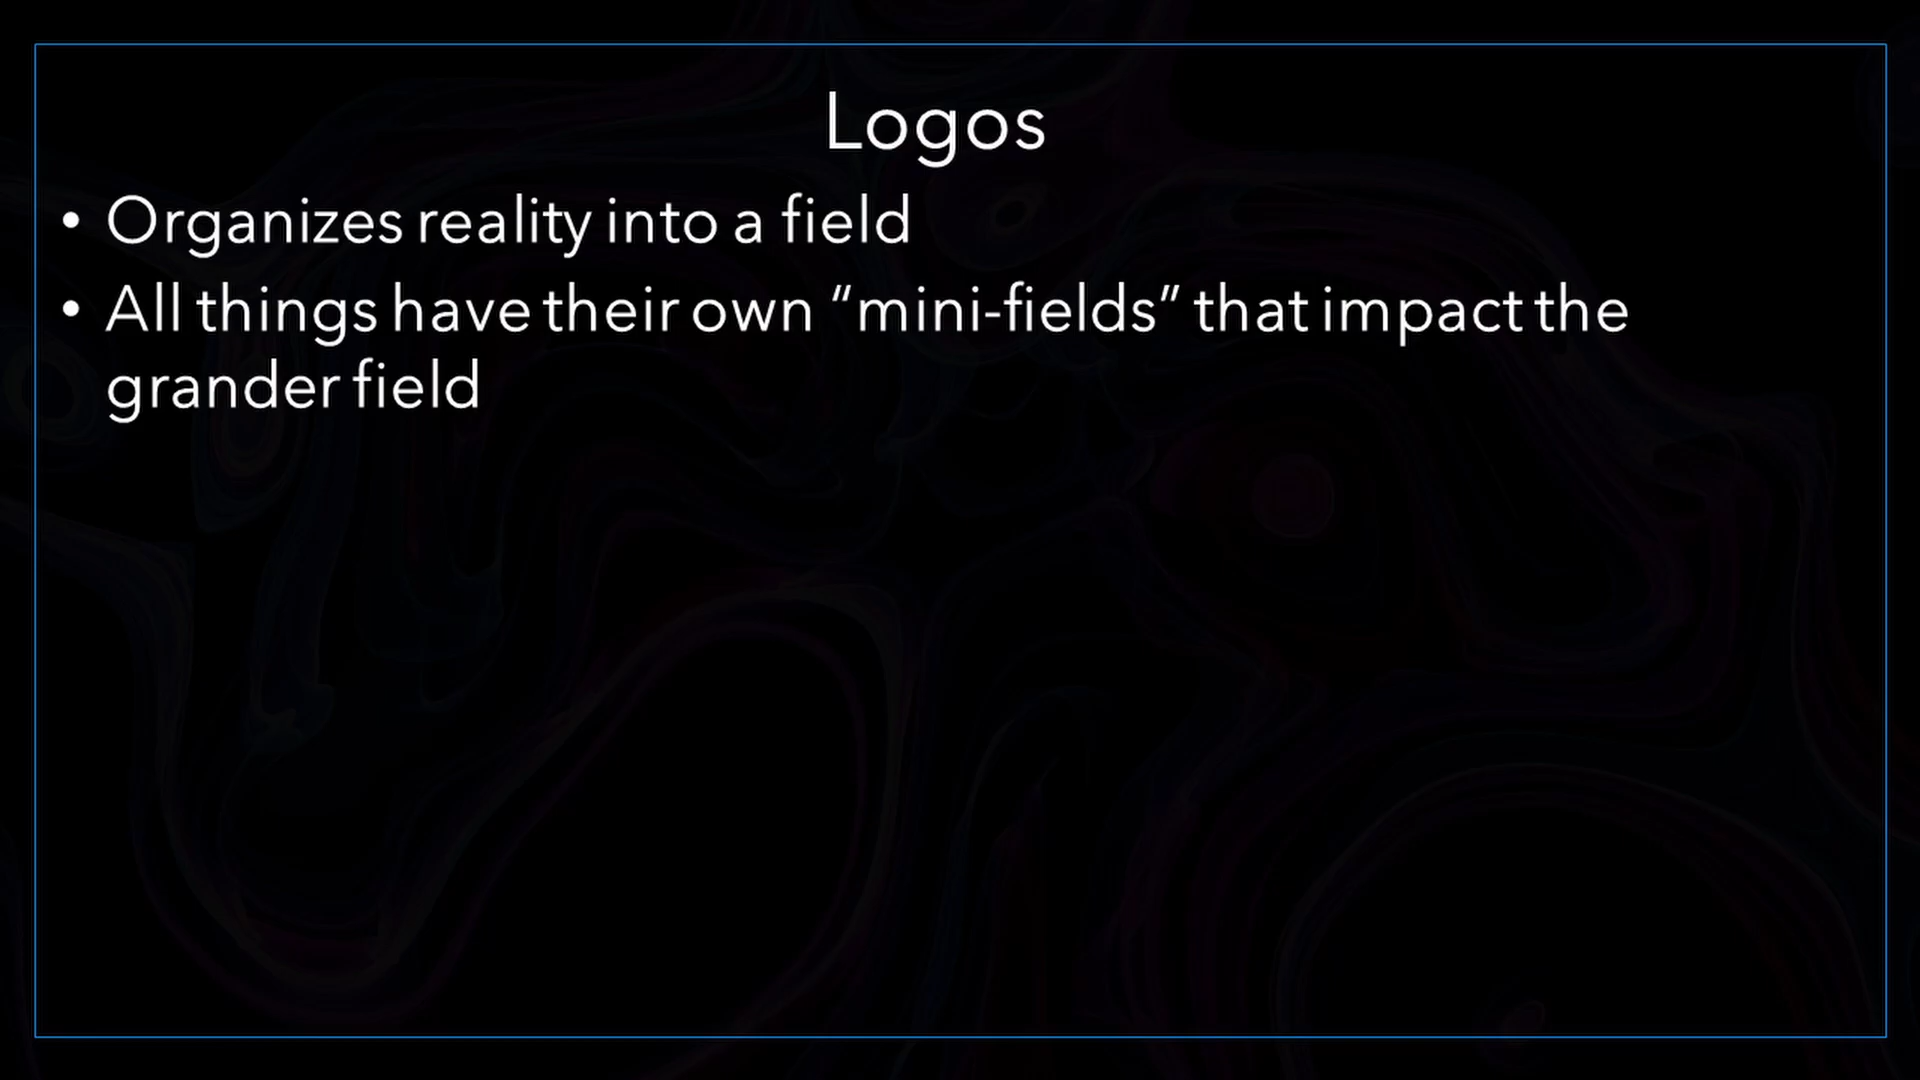 Logos
• Organizes reality into a field
• All things have their own “mini-fields” that impact the
grander field